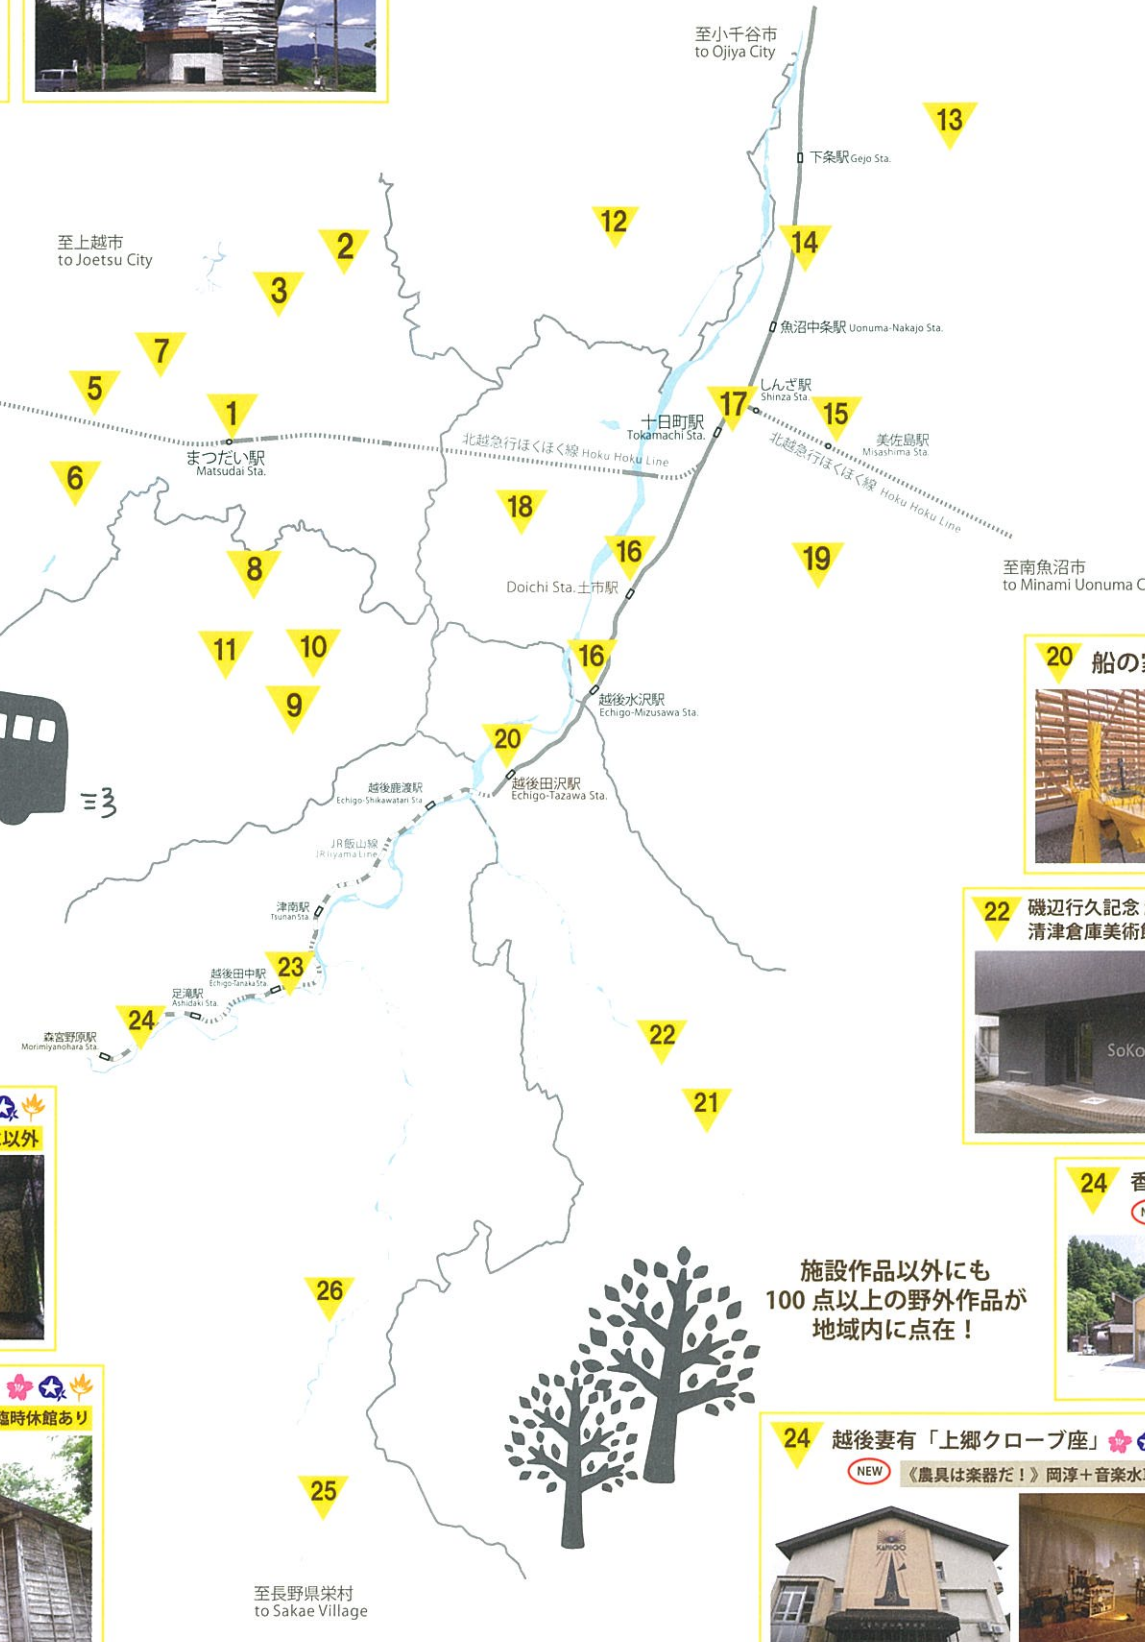 至小千谷市
to Ojiya City
13
下条駅 Gejo Sta.
12
14
至上越市
to Joetsu City
2
3
魚沼中条駅 Uonuma-Nakajo Sta.
7
5
1
17
しんざ駅
Shinza Sta.
15
十日町駅
Tokamachi Sta.
美佐島駅
Misashima Sta.
北越急行ほくほく線 Hoku Hoku Line
北越急行ほくほく線 Hoku Hoku Line
まつだい駅
Matsudai Sta.
6
18
16
19
8
Doichi Sta. 土市駅
至南魚沼市
to Minami Uonuma C
11
10
16
9
越後水沢駅
Echigo-Mizusawa Sta.
20 船の
20
越後田沢駅
Echigo-Tazawa Sta.
越後鹿渡駅
Echigo-Shikawatari Sta
JR飯山線
JR Iiyama Line
津南駅
Tsunan Sta.
22 磯辺行久記念
清津倉庫美術館
SoKo
23
越後田中駅
Echigo-Tanaka Sta.
足滝駅
Ashidaki Sta.
24
森宮野原駅
Morimiyanohara Sta.
22
21
以外
24 香
26
施設作品以外にも
100 点以上の野外作品が
地域内に点在！
臨時休館あり
24 越後妻有「上郷クローブ座」
NEW 《農具は楽器だ！》岡淳＋音楽水
KAMIGO
25
至長野県栄村
to Sakae Village